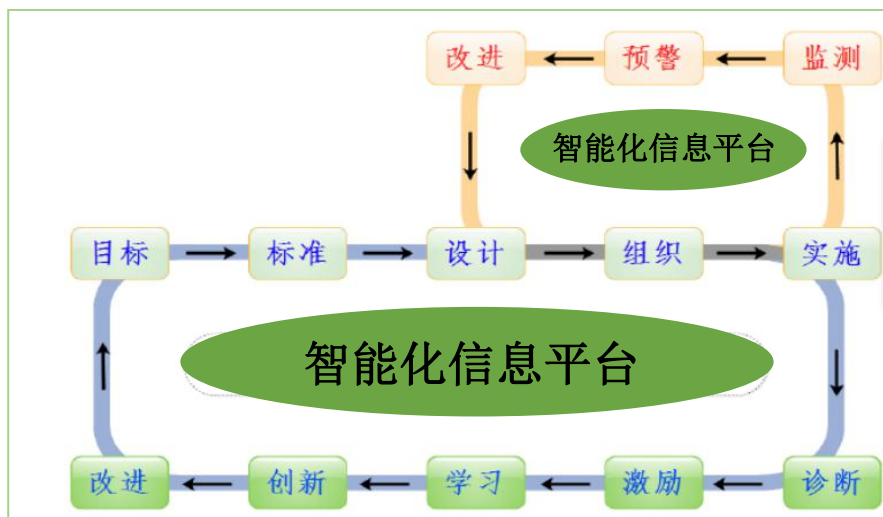 改进 预警 监测
智能化信息平台
目标 标准 设计 组织 实施
智能化信息平台
改进 创新 学习 激励 诊断